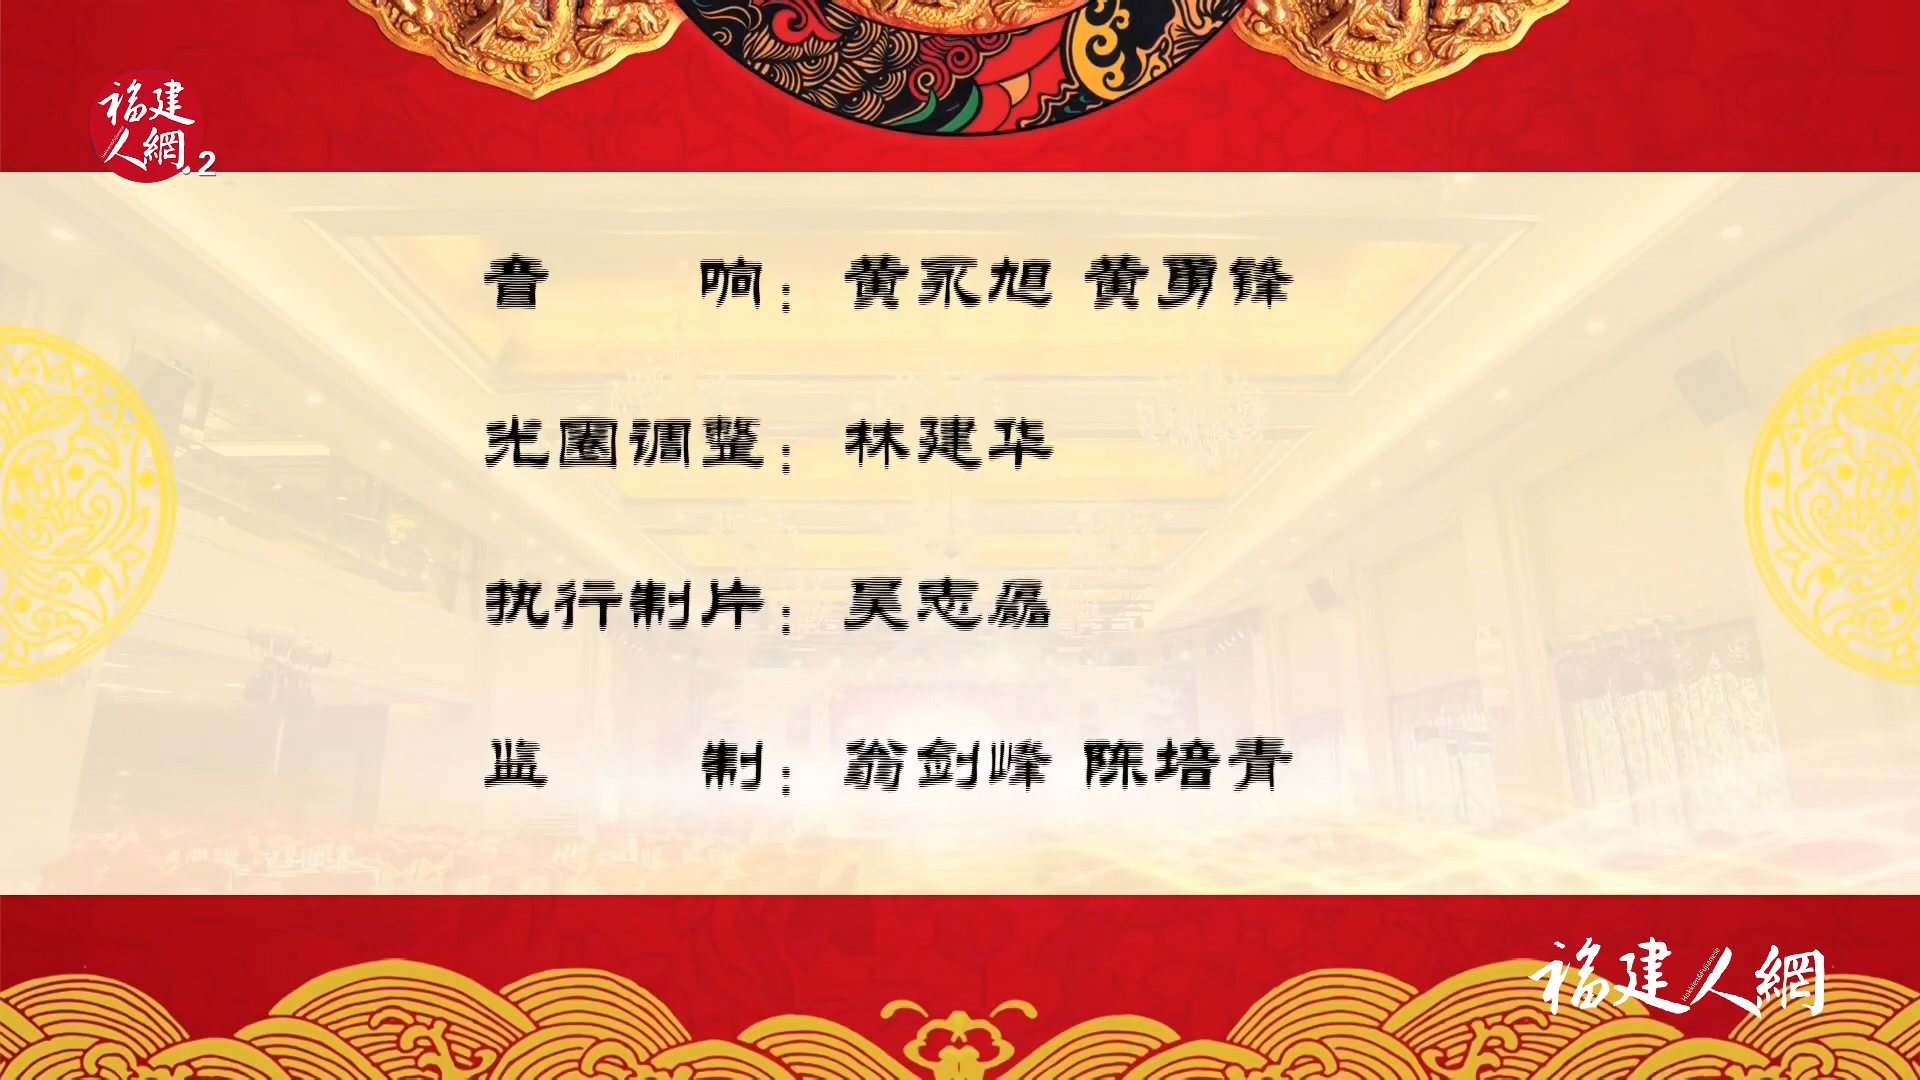 福建
人網.2
音 响：黄永旭 黄勇锋
光圈调整：林建华
执行制片：吴志磊
监 制：翁剑峰 陈培青
福建人網
Hokkien&Fujianese